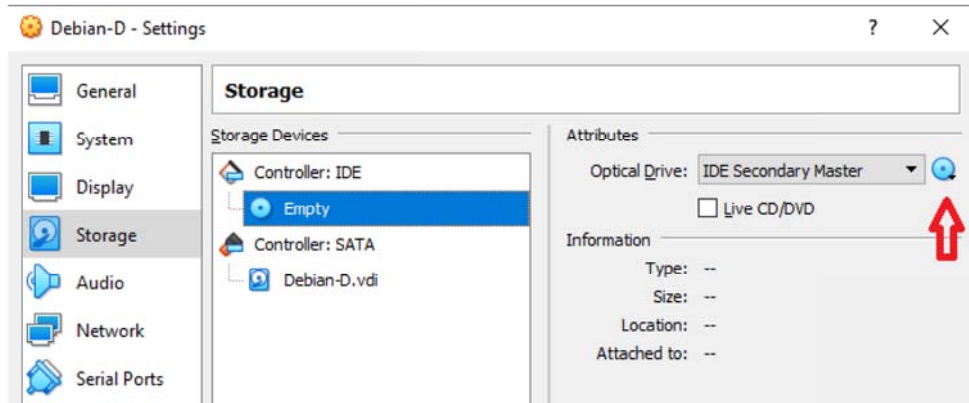 Debian-D - Settings
?
General
System
Display
Storage
Audio
Network
Serial Ports
Storage
Storage Devices
Controller: IDE
Empty
Controller: SATA
Debian-D.vdi
Attributes
Optical Drive: IDE Secondary Master
Live CD/DVD
Information
Type: --
Size: --
Location: --
Attached to: --